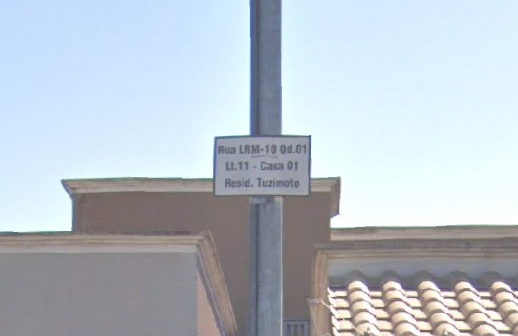 Rua LRM-10 Qd.01
Lt.11 - Casa 01
Resid. Tuzimoto